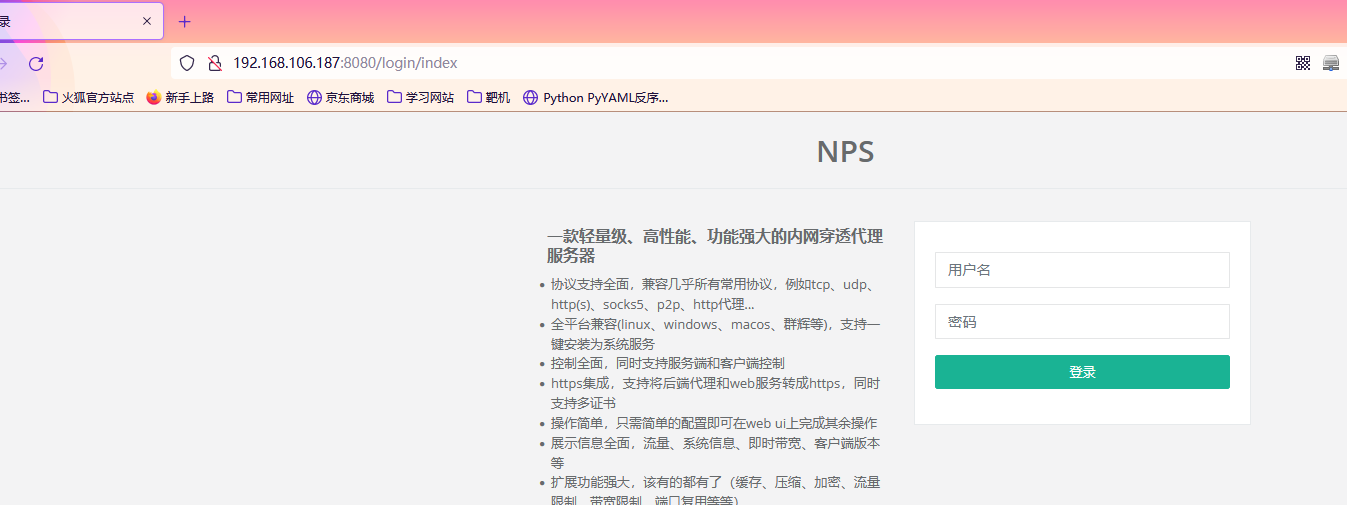 录
192.168.106.187:8080/login/index
书签...
火狐官方站点
新手上路
常用网址
京东商城
学习网站
靶机
Python PyYAML反序...
NPS
一款轻量级、高性能、功能强大的内网穿透代理
服务器
协议支持全面，兼容几乎所有常用协议，例如tcp、udp、
http(s)、socks5、p2p、http代理...
全平台兼容(linux、windows、macos、群辉等)，支持一
键安装为系统服务
控制全面，同时支持服务端和客户端控制
https集成，支持将后端代理和web服务转成https，同时
支持多证书
操作简单，只需简单的配置即可在web ui上完成其余操作
展示信息全面，流量、系统信息、即时带宽、客户端版本
等
扩展功能强大，该有的都有了（缓存、压缩、加密、流量
限制、带宽限制、端口复用等等）
用户名
密码
登录